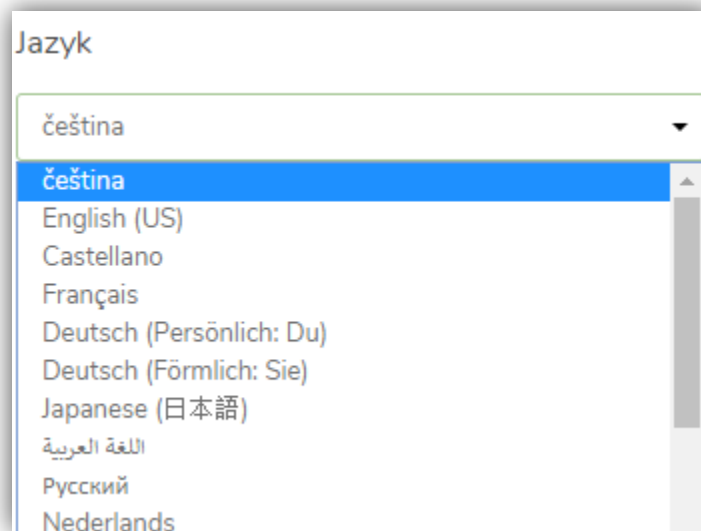 Jazyk
čeština
čeština
English (US)
Castellano
Français
Deutsch (Persönlich: Du)
Deutsch (Förmlich: Sie)
Japanese (日本語)
اللغة العربية
Русский
Nederlands